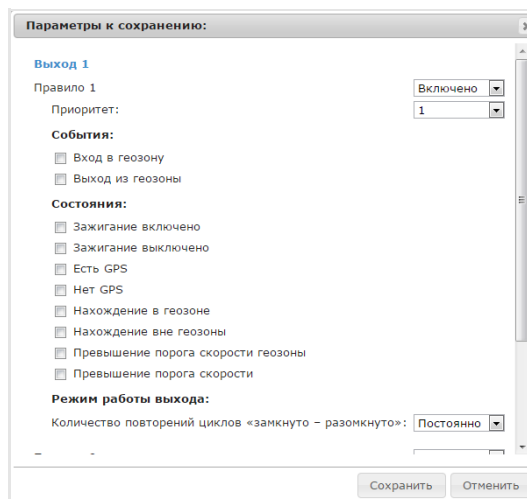 Параметры к сохранению:
Выход 1
Правило 1 Включено
Приоритет: 1
События:
Вход в геозону
Выход из геозоны
Состояния:
Зажигание включено
Зажигание выключено
Есть GPS
Нет GPS
Нахождение в геозоне
Нахождение вне геозоны
Превышение порога скорости геозоны
Превышение порога скорости
Режим работы выхода:
Количество повторений циклов «замкнуто – разомкнуто»: Постоянно
Сохранить Отменить